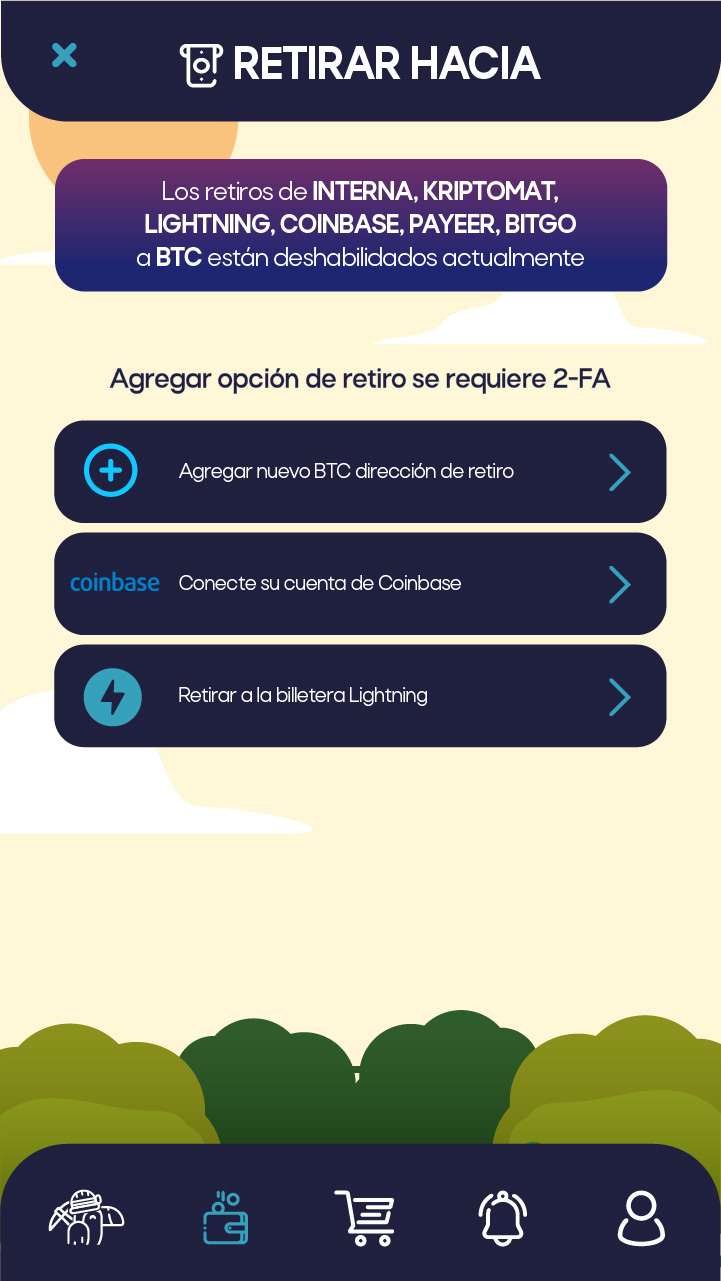 RETIRAR HACIA
Los retiros de INTERNA, KRIPTOMAT,
LIGHTNING, COINBASE, PAYEER, BITGO
a BTC están deshabilidados actualmente
Agregar opción de retiro se requiere 2-FA
Agregar nuevo BTC dirección de retiro
coinbase Conecte su cuenta de Coinbase
Retirar a la billetera Lightning